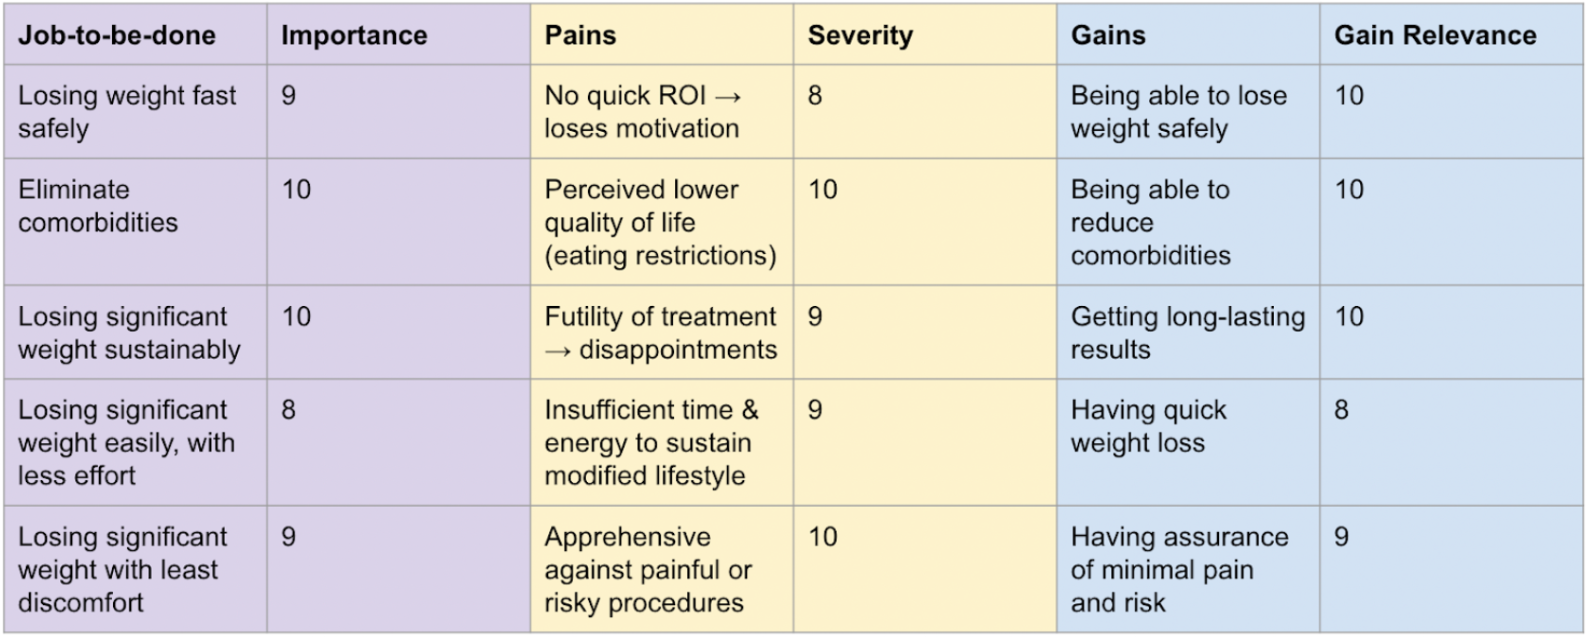 Job-to-be-done Importance Pains Severity Gains Gain Relevance
Losing weight fast
safely
9
No quick ROI →
loses motivation
8
Being able to lose
weight safely
10
Eliminate
comorbidities
10
Perceived lower
quality of life
(eating restrictions)
10
Being able to
reduce
comorbidities
10
Losing significant
weight sustainably
10
Futility of treatment
→ disappointments
9
Getting long-lasting
results
10
Losing significant
weight easily, with
less effort
8
Insufficient time &
energy to sustain
modified lifestyle
9
Having quick
weight loss
8
Losing significant
weight with least
discomfort
9
Apprehensive
against painful or
risky procedures
10
Having assurance
of minimal pain
and risk
9